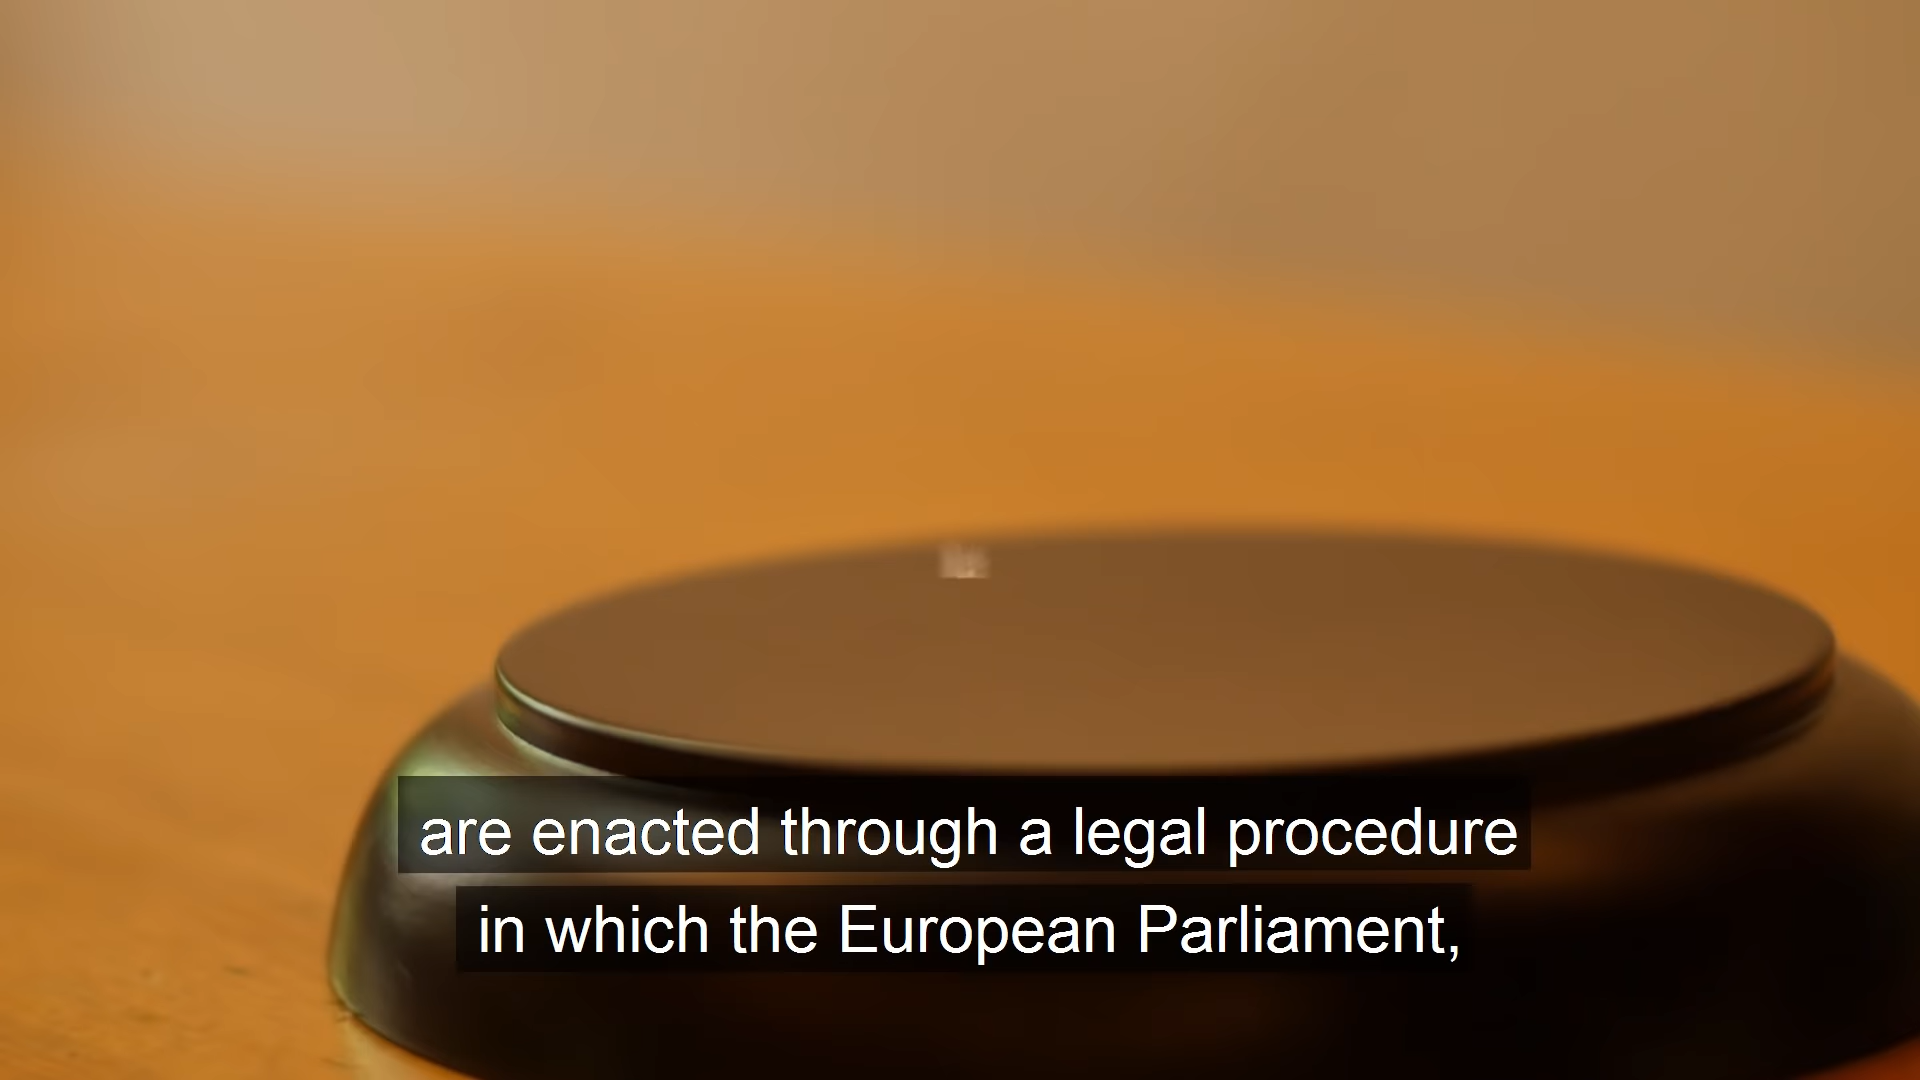 are enacted through a legal procedure
in which the European Parliament,